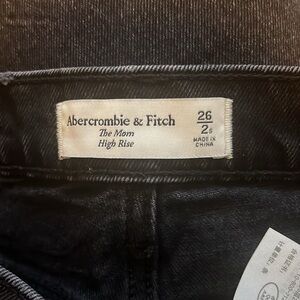 Abercrombie & Fitch
The Mom
High Rise
26
2s
MADE IN
CHINA